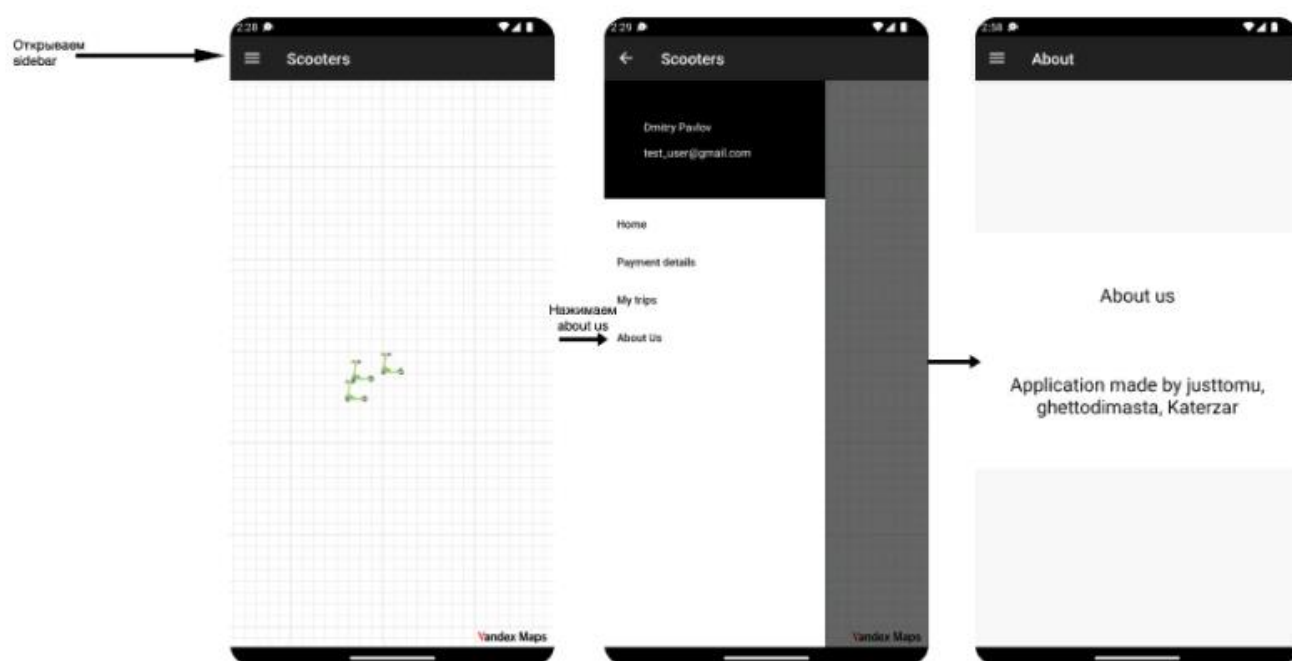 Открываем
sidebar
2:28
Scooters
Yandex Maps
Нажимаем
about us
2:29
Scooters
Dmitry Pavlov
test_user@gmail.com
Home
Payment details
My trips
About Us
Yandex Maps
2:58
About
About us
Application made by justtomu,
ghettodimasta, Katerzar